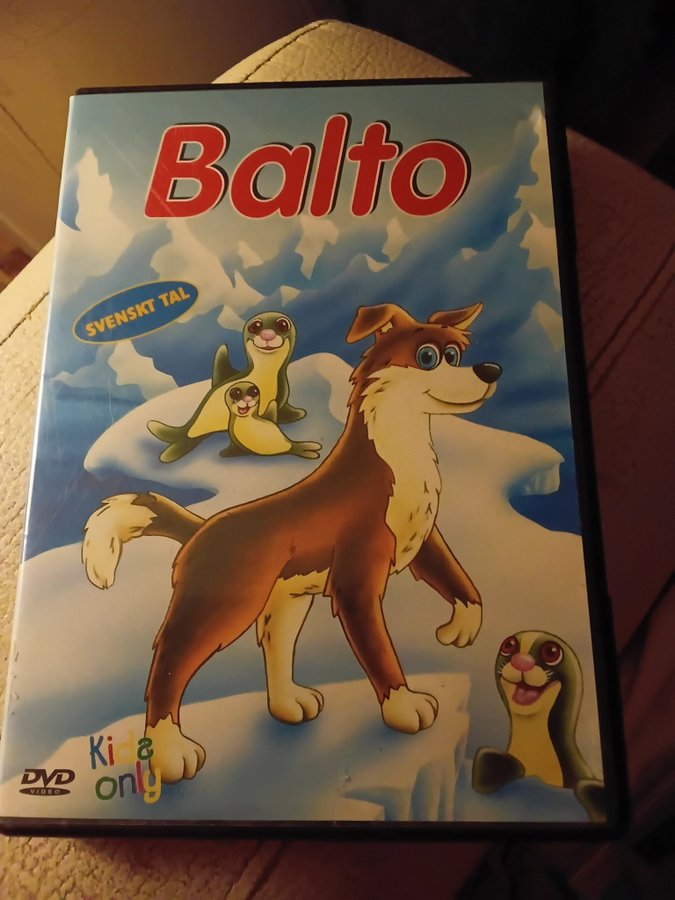 Balto
SVENSKT TAL
Kids
only
DVD
VIDEO